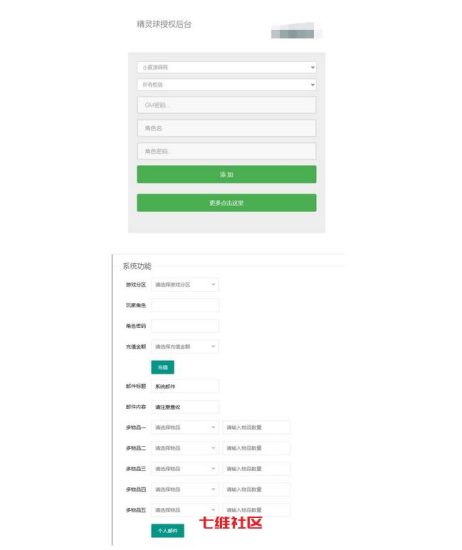 精灵球授权后台
所有权限
GM密码...
角色名
角色密码
添 加
更多点击这里
系统功能
游戏分区 请选择游戏分区
玩家角色
角色密码
充值金额 请选择充值金额
充值
邮件标题 系统邮件
邮件内容 请注意查收
多物品一 请选择物品 请输入物品数量
多物品二 请选择物品 请输入物品数量
多物品三 请选择物品 请输入物品数量
多物品四 请选择物品 请输入物品数量
多物品五 请选择物品 请输入物品数量
个人邮件
七维社区